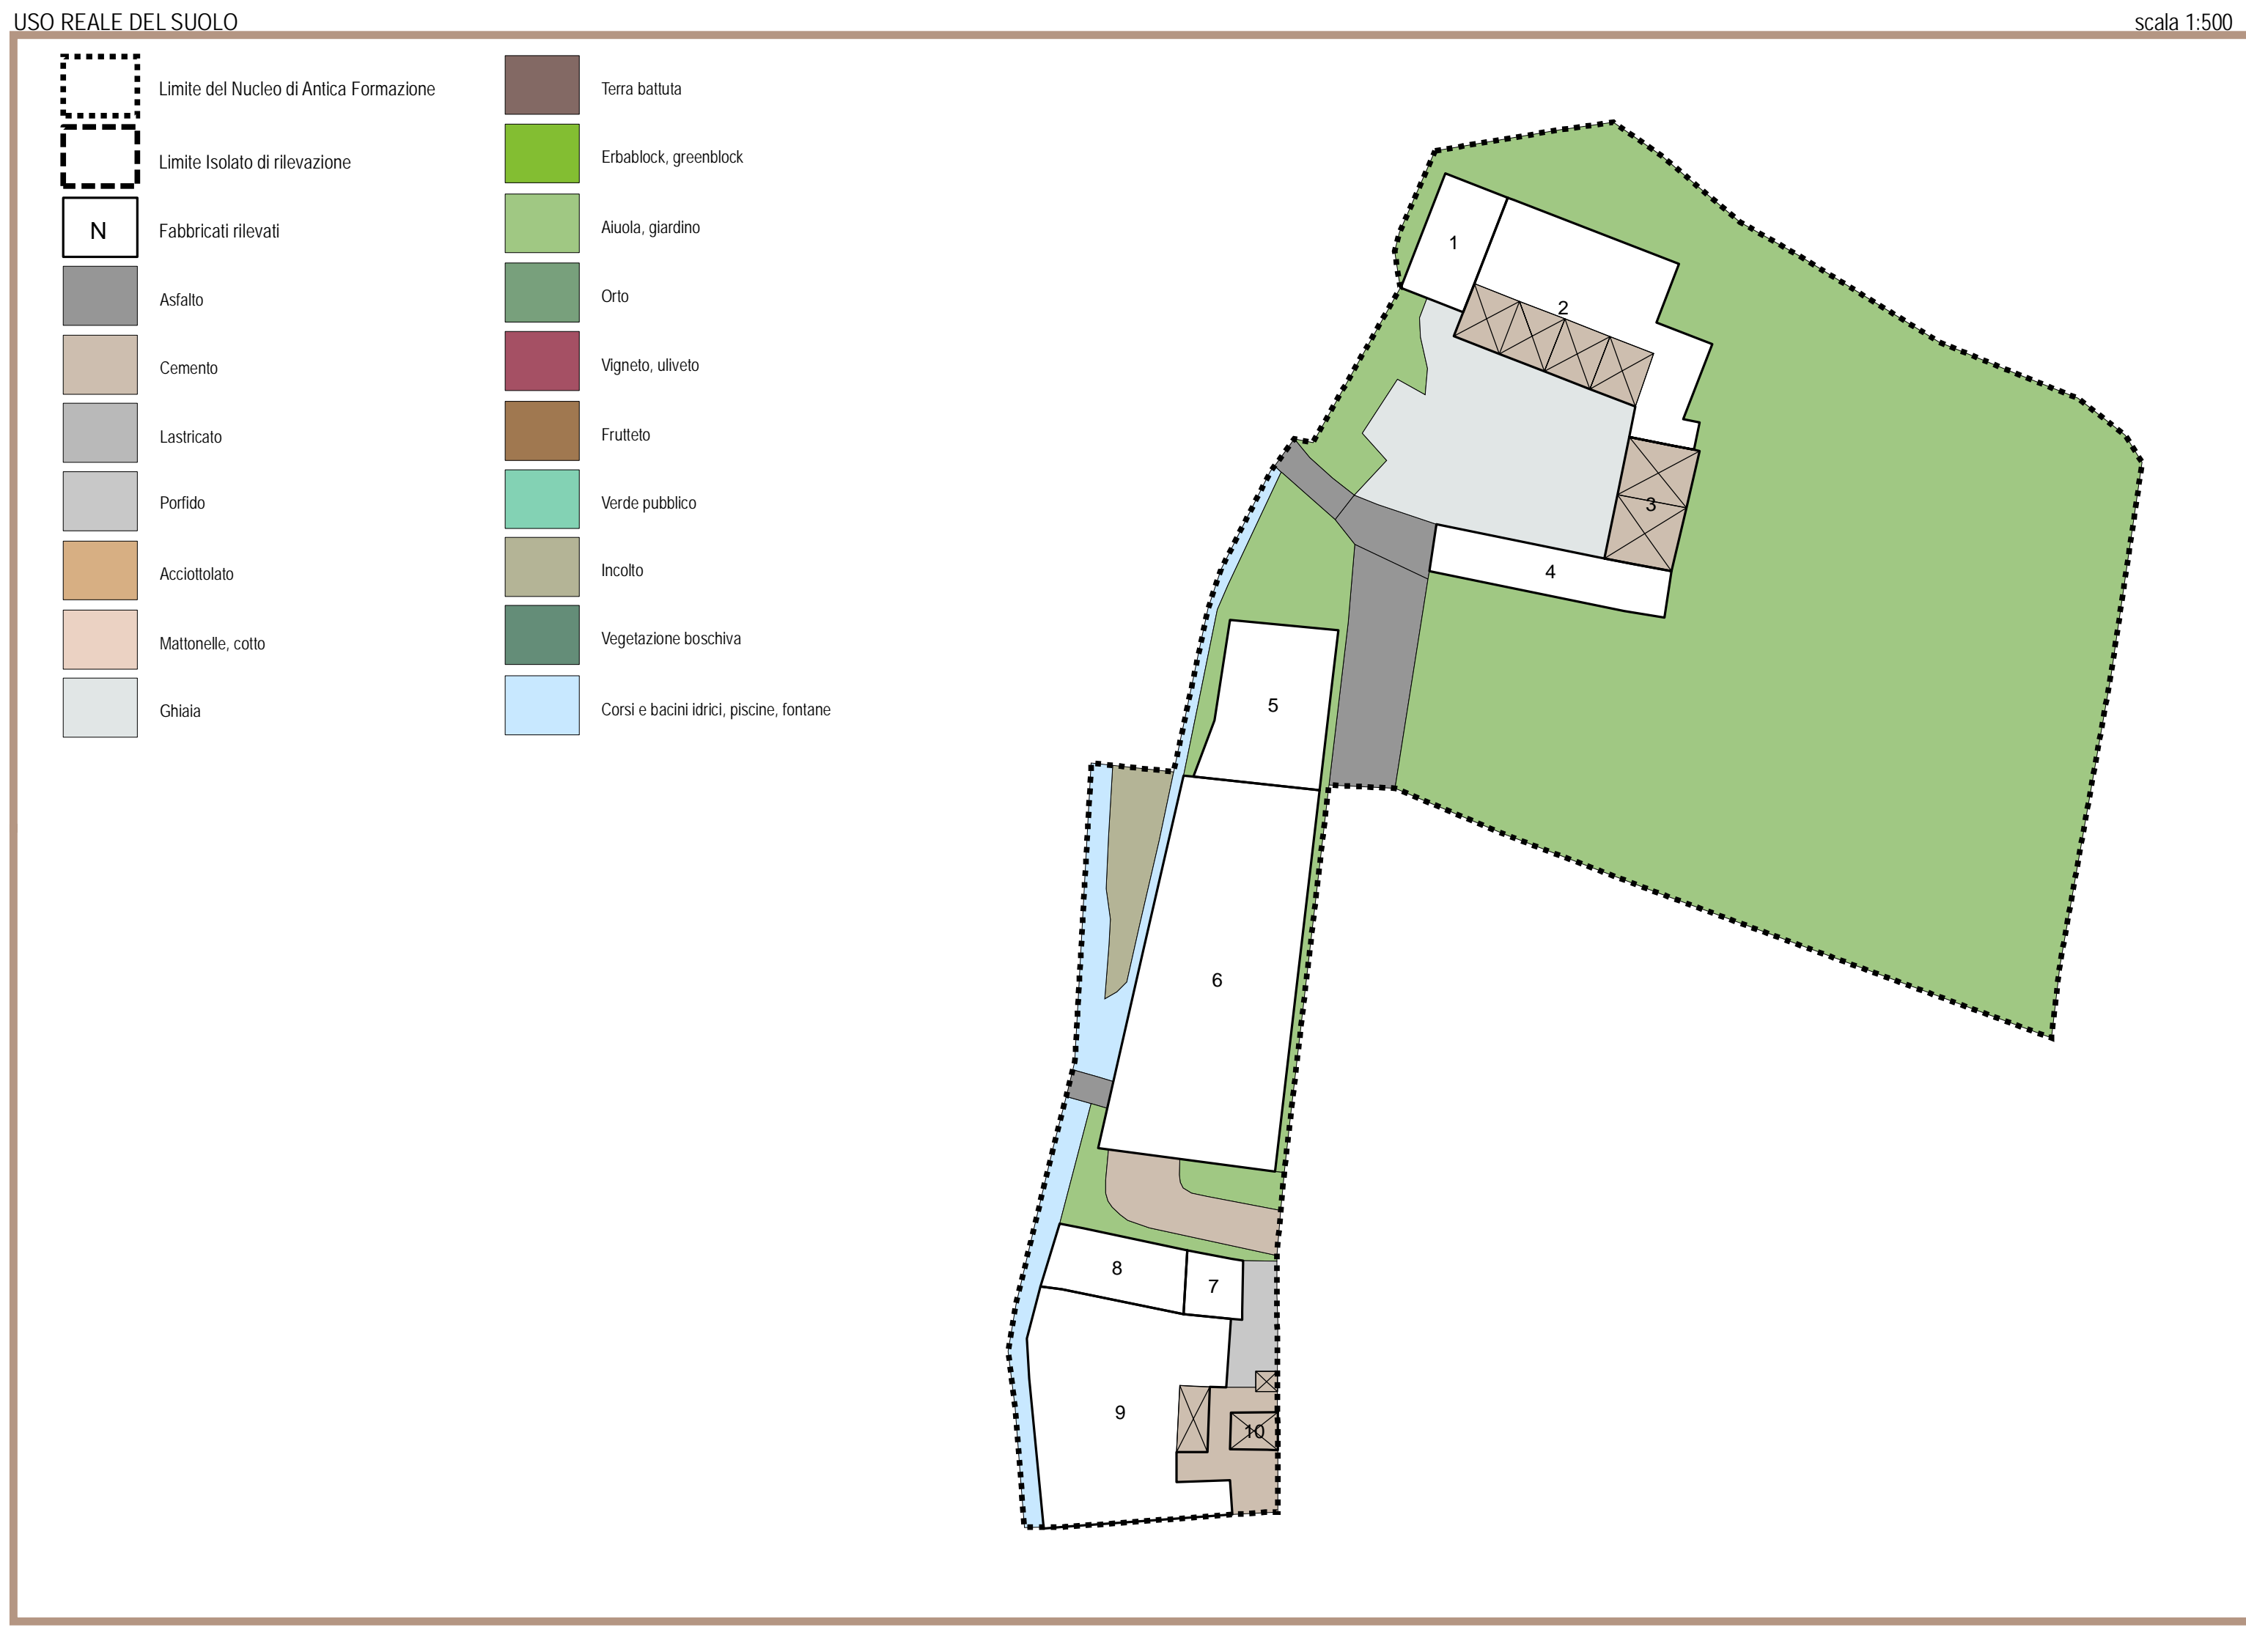 USO REALE DEL SUOLO
scala 1:500
Limite del Nucleo di Antica Formazione
Limite Isolato di rilevazione
N
Fabbricati rilevati
Asfalto
Cemento
Lastricato
Porfido
Acciottolato
Mattonelle, cotto
Ghiaia
Terra battuta
Erbablock, greenblock
Aiuola, giardino
Orto
Vigneto, uliveto
Frutteto
Verde pubblico
Incolto
Vegetazione boschiva
Corsi e bacini idrici, piscine, fontane
1
2
3
4
5
6
8
7
9
10